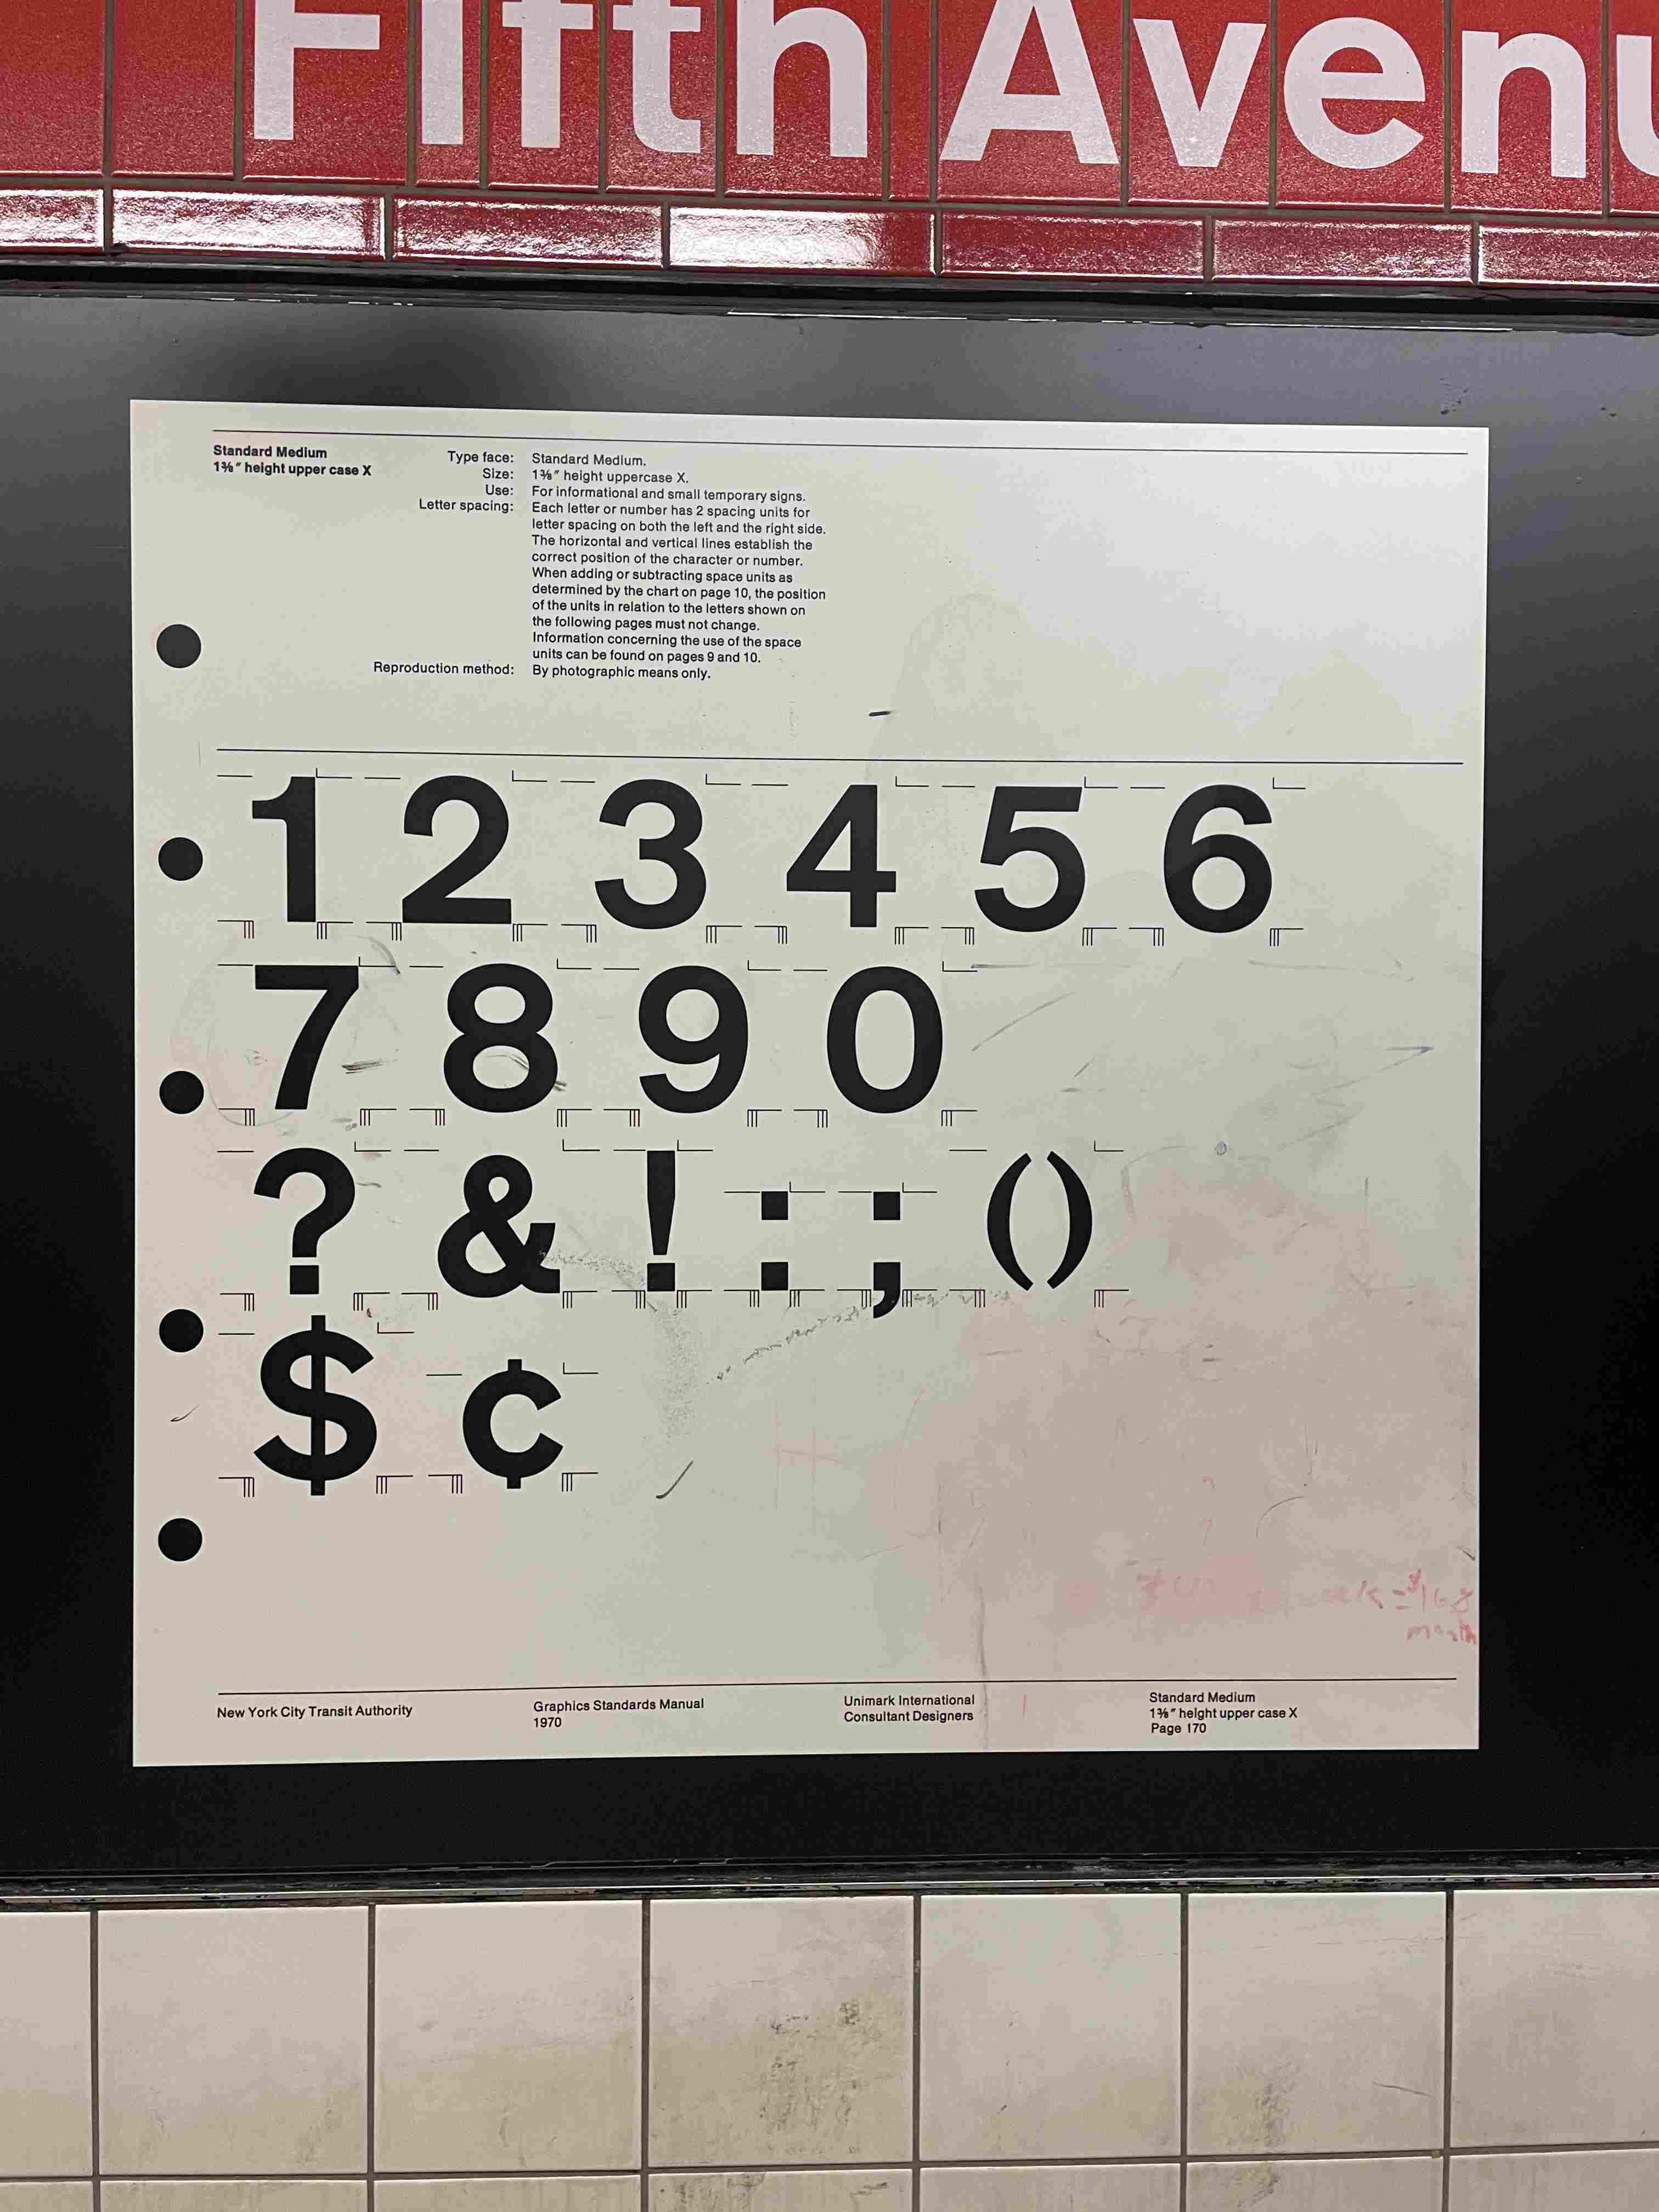 Fifth Avenu
Standard Medium
1⅜″ height upper case X
Type face: Standard Medium.
Size: 1⅜″ height uppercase X.
Use: For informational and small temporary signs.
Letter spacing: Each letter or number has 2 spacing units for
letter spacing on both the left and the right side.
The horizontal and vertical lines establish the
correct position of the character or number.
When adding or subtracting space units as
determined by the chart on page 10, the position
of the units in relation to the letters shown on
the following pages must not change.
Information concerning the use of the space
units can be found on pages 9 and 10.
Reproduction method: By photographic means only.
1 2 3 4 5 6
7 8 9 0
? & ! : ; ( )
$ ¢
month
New York City Transit Authority
Graphics Standards Manual
1970
Unimark International
Consultant Designers
Standard Medium
1⅜″ height upper case X
Page 170